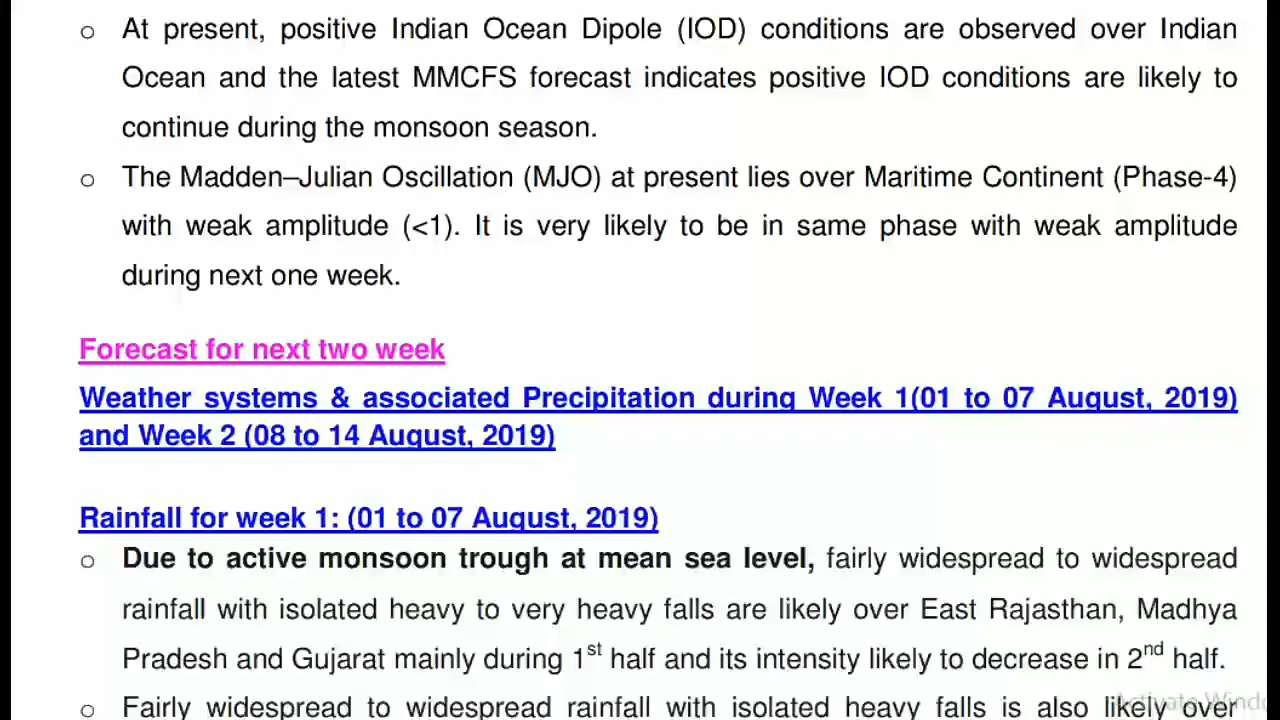 ○ At present, positive Indian Ocean Dipole (IOD) conditions are observed over Indian
Ocean and the latest MMCFS forecast indicates positive IOD conditions are likely to
continue during the monsoon season.
○ The Madden–Julian Oscillation (MJO) at present lies over Maritime Continent (Phase-4)
with weak amplitude (<1). It is very likely to be in same phase with weak amplitude
during next one week.
Forecast for next two week
Weather systems & associated Precipitation during Week 1(01 to 07 August, 2019)
and Week 2 (08 to 14 August, 2019)
Rainfall for week 1: (01 to 07 August, 2019)
○ Due to active monsoon trough at mean sea level, fairly widespread to widespread
rainfall with isolated heavy to very heavy falls are likely over East Rajasthan, Madhya
Pradesh and Gujarat mainly during 1st half and its intensity likely to decrease in 2nd half.
○ Fairly widespread to widespread rainfall with isolated heavy falls is also likely over
Activate Windo